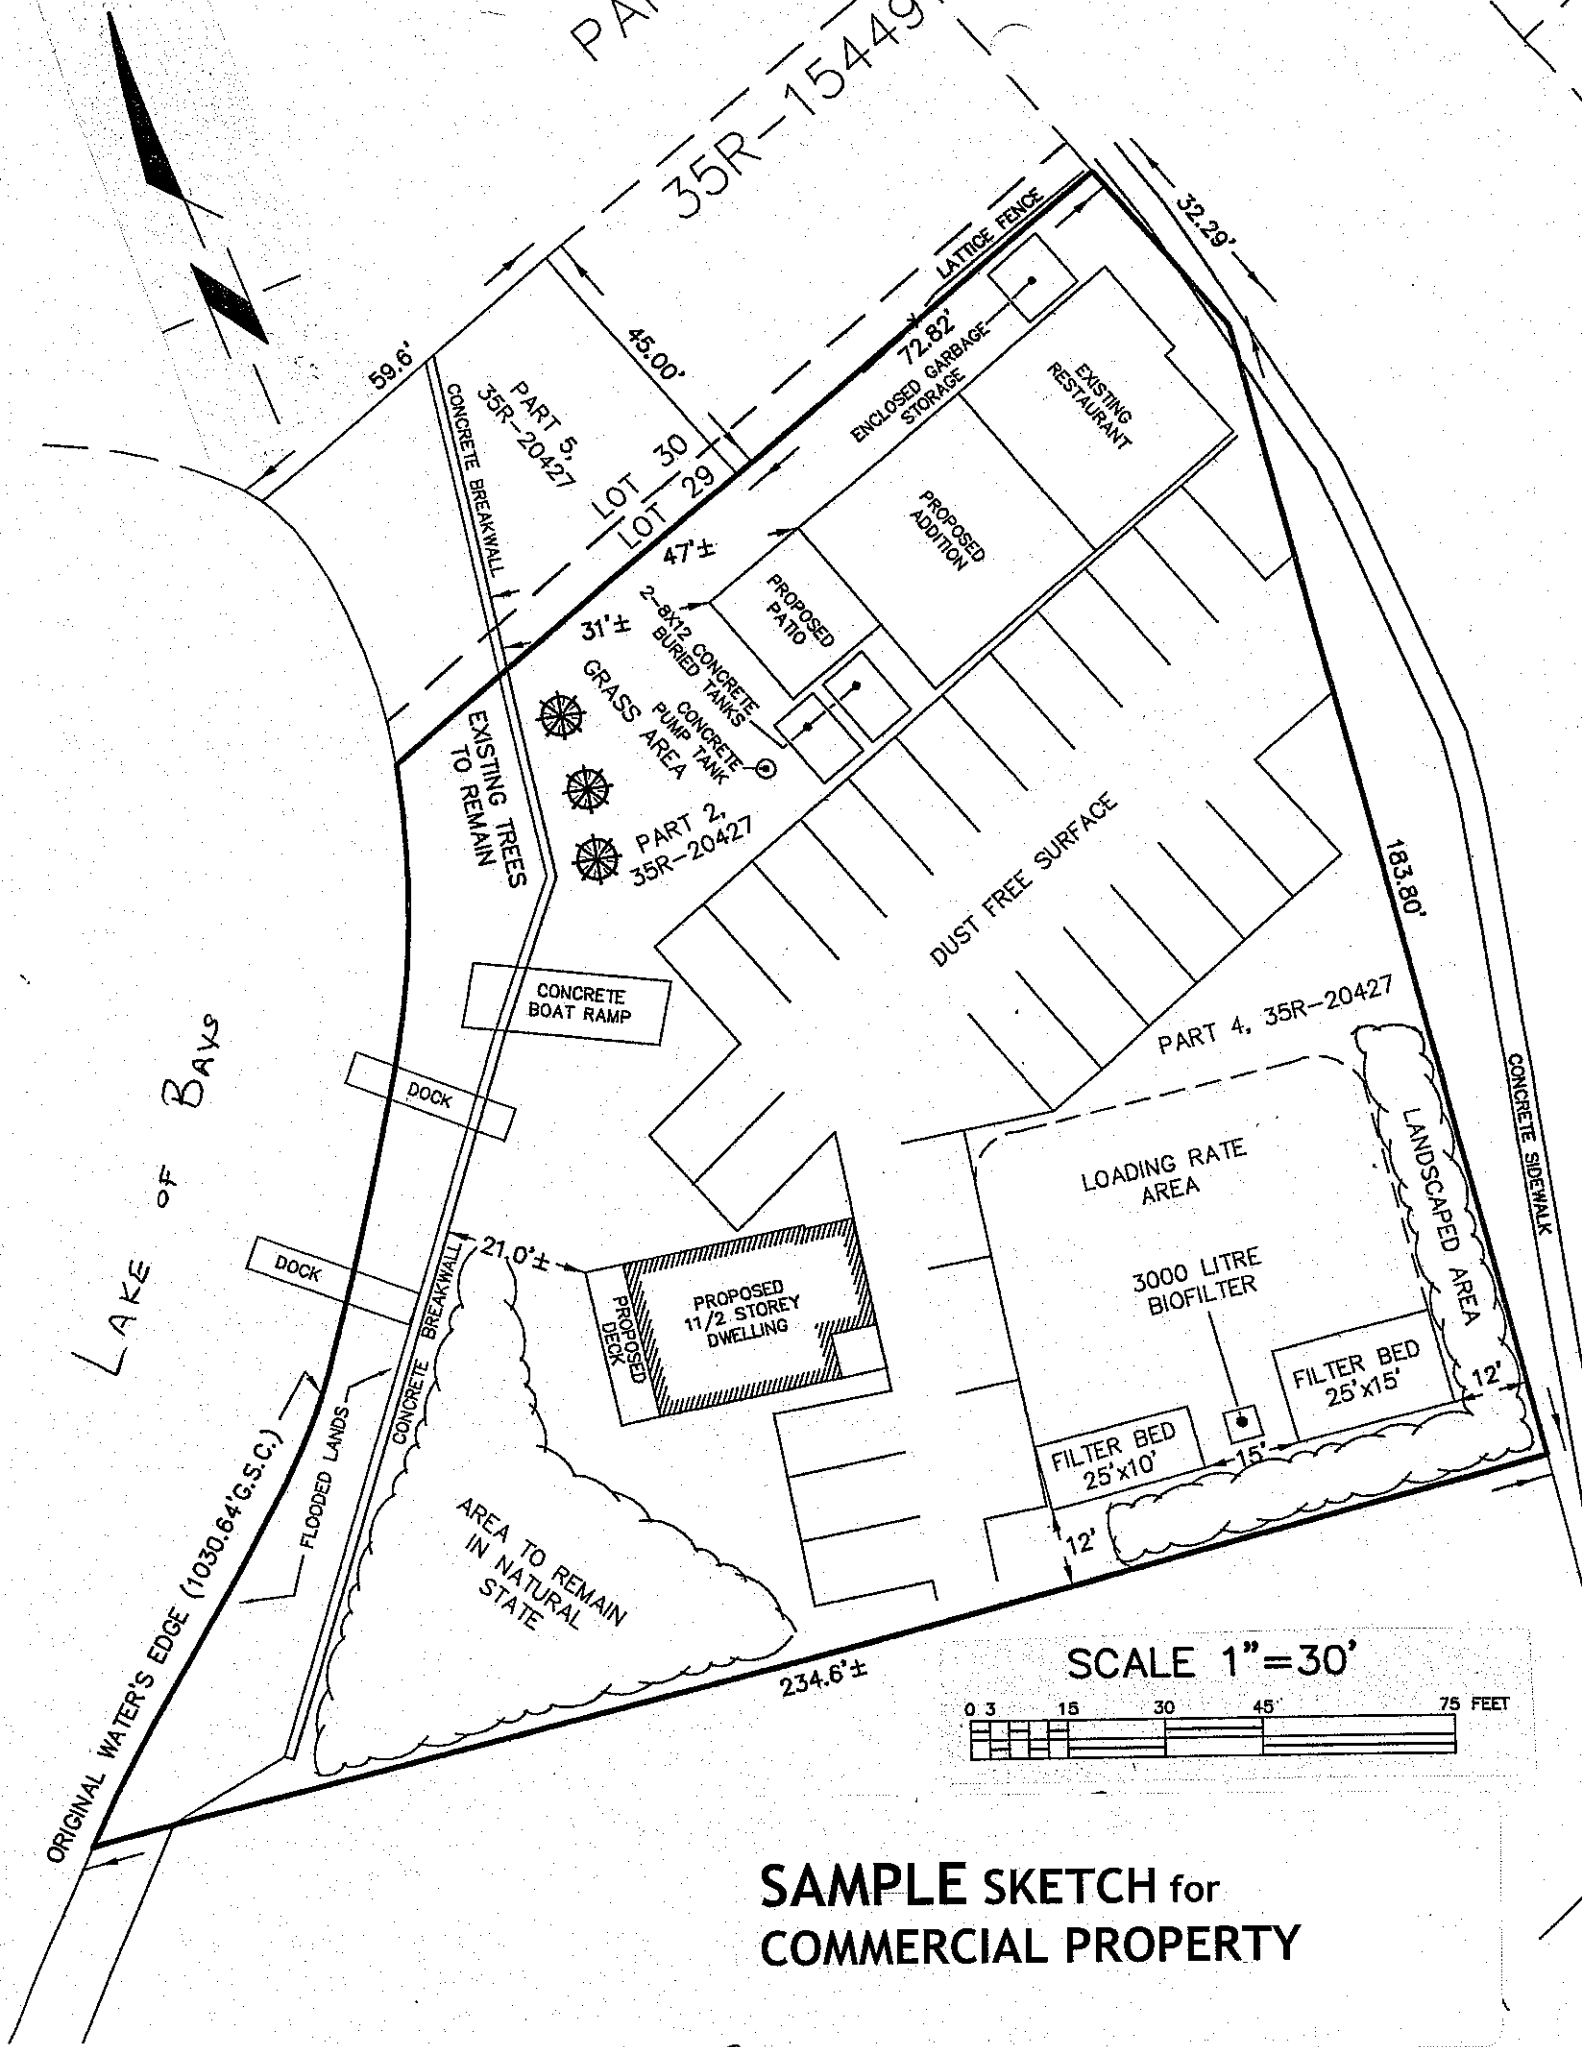 PA
35R-15449
32.29'
LATTICE FENCE
59.6'
45.00'
72.82'
CONCRETE BREAKWALL
PART 5,
35R-20427
LOT 30
LOT 29
ENCLOSED GARBAGE
STORAGE
EXISTING
RESTAURANT
PROPOSED
ADDITION
47'±
31'±
PROPOSED
PATIO
2-8X12 CONCRETE
BURIED TANKS
GRASS AREA
CONCRETE
PUMP TANK
EXISTING TREES
TO REMAIN
PART 2,
35R-20427
DUST FREE SURFACE
183.80'
CONCRETE
BOAT RAMP
PART 4, 35R-20427
LAKE OF BAYS
DOCK
CONCRETE SIDEWALK
LANDSCAPED AREA
LOADING RATE
AREA
21.0'±
DOCK
3000 LITRE
BIOFILTER
PROPOSED
11/2 STOREY
DWELLING
PROPOSED
DECK
CONCRETE BREAKWALL
FLOODED LANDS
FILTER BED
25'x15'
12'
FILTER BED
25'x10'
15'
ORIGINAL WATER'S EDGE (1030.64'G.S.C.)
AREA TO REMAIN
IN NATURAL
STATE
12'
234.6'±
SCALE 1"=30'
0 3 15 30 45 75 FEET
SAMPLE SKETCH for
COMMERCIAL PROPERTY